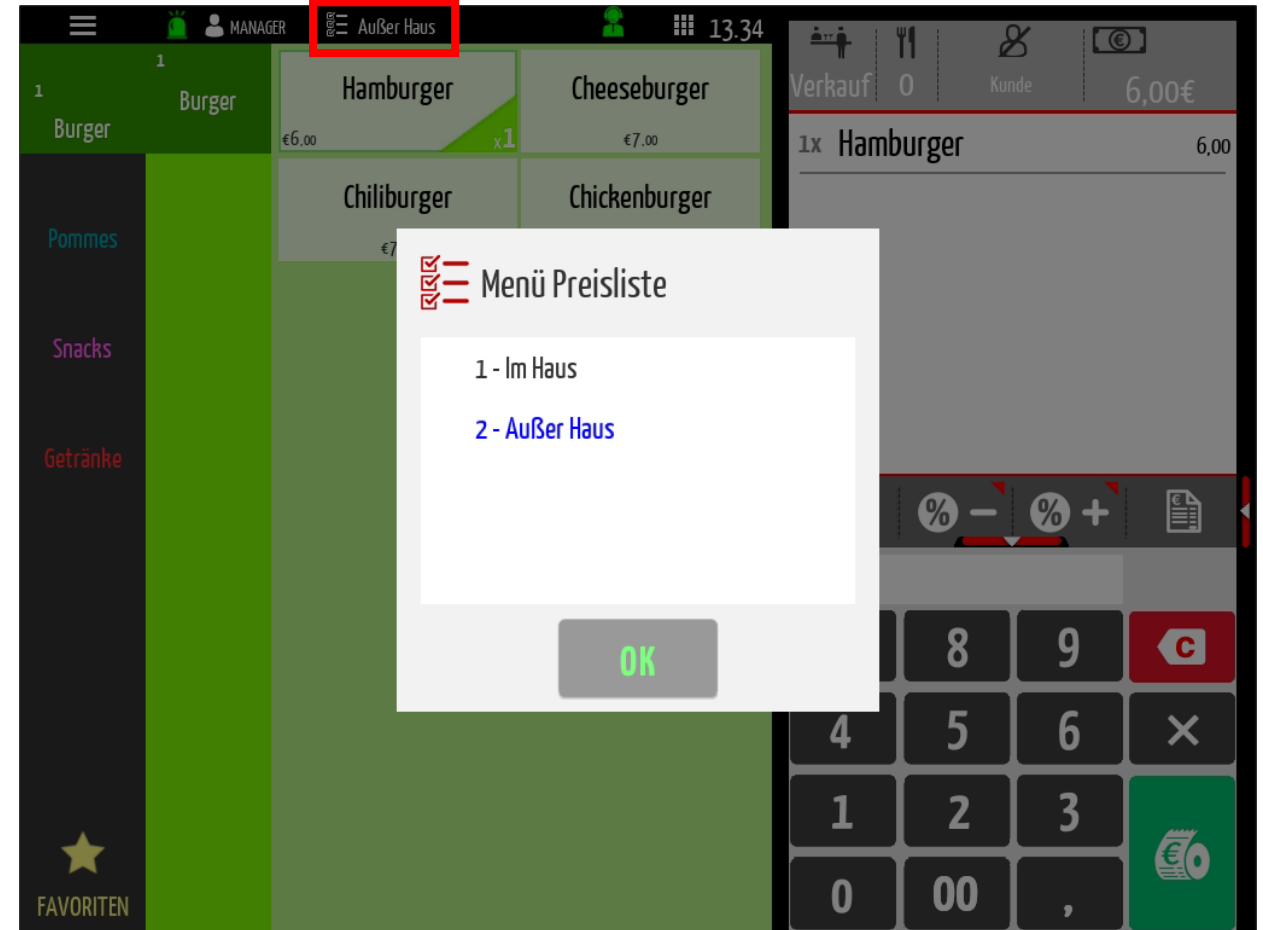 MANAGER
Außer Haus
13.34
1
Burger
1
Burger
Pommes
Snacks
Getränke
FAVORITEN
Hamburger
€6,00
x1
Cheeseburger
€7,00
Chiliburger
€7
Chickenburger
Menü Preisliste
1 - Im Haus
2 - Außer Haus
OK
Verkauf
0
Kunde
6,00€
1x Hamburger 6,00
% −
% +
8 9 C
4 5 6 ×
1 2 3
0 00 ,